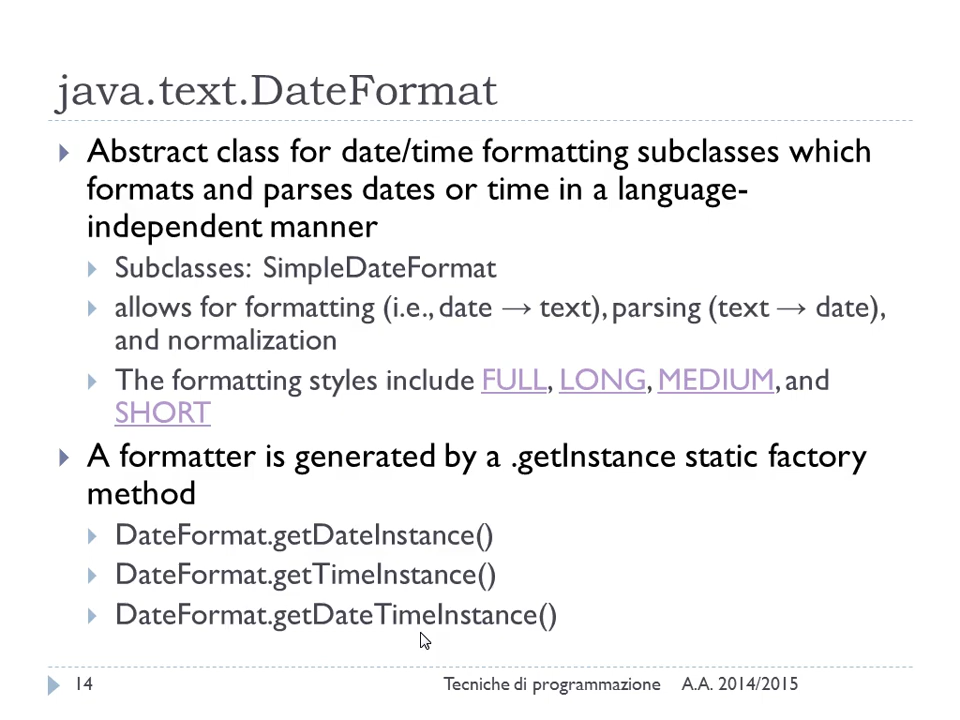 java.text.DateFormat
Abstract class for date/time formatting subclasses which
formats and parses dates or time in a language-
independent manner
Subclasses: SimpleDateFormat
allows for formatting (i.e., date → text), parsing (text → date),
and normalization
The formatting styles include FULL, LONG, MEDIUM, and
SHORT
A formatter is generated by a .getInstance static factory
method
DateFormat.getDateInstance()
DateFormat.getTimeInstance()
DateFormat.getDateTimeInstance()
14 Tecniche di programmazione A.A. 2014/2015